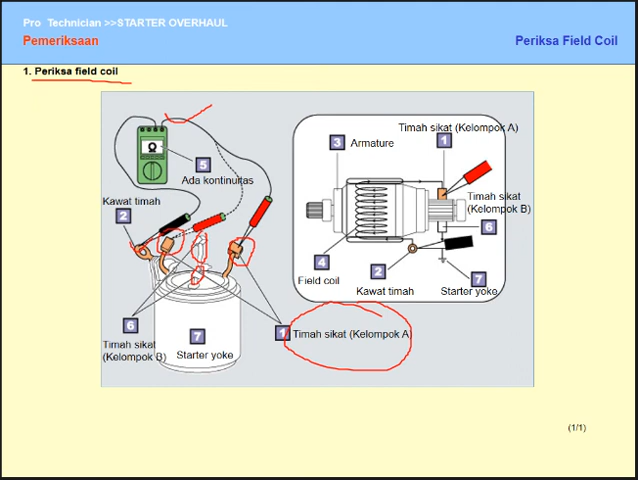 Pro Technician >>STARTER OVERHAUL
Pemeriksaan
Periksa Field Coil
1. Periksa field coil
Ω
5
Ada kontinuitas
Kawat timah
2
6
Timah sikat
(Kelompok B)
7
Starter yoke
1
Timah sikat (Kelompok A)
3
Armature
Timah sikat (Kelompok A)
1
Timah sikat
(Kelompok B)
6
4
Field coil
2
Kawat timah
7
Starter yoke
(1/1)